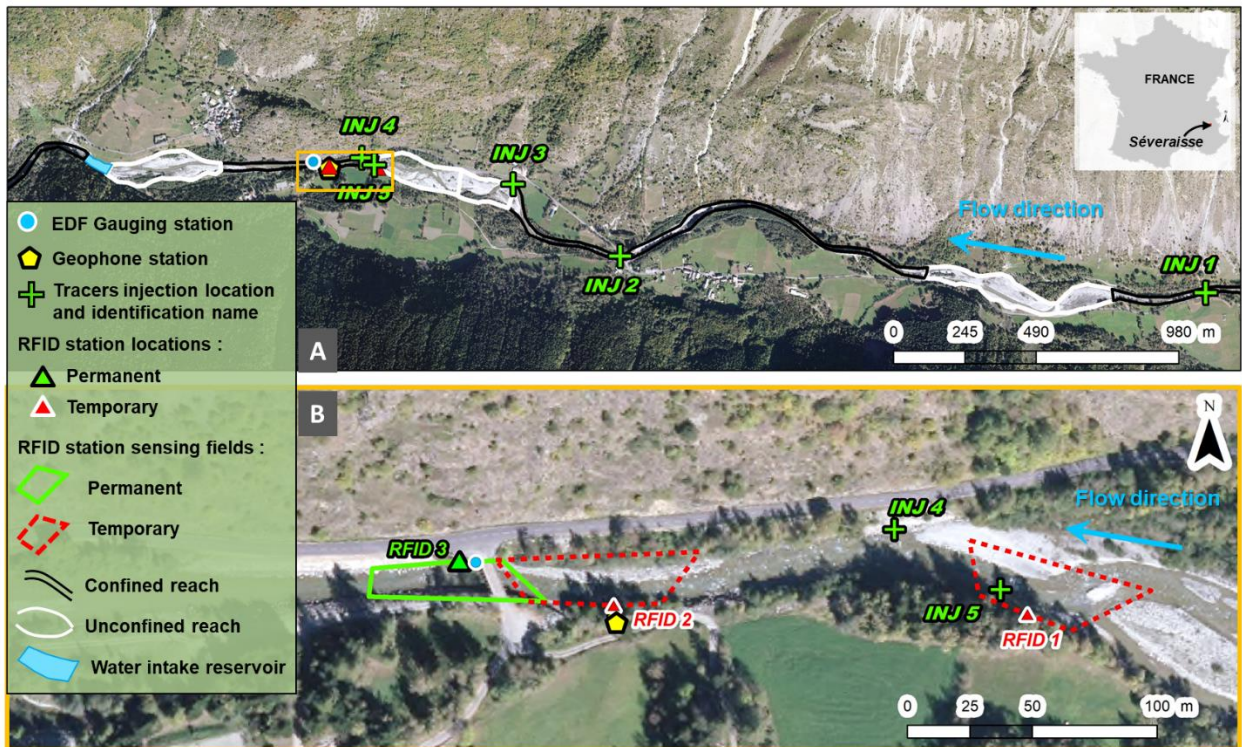 FRANCE
Séveraisse
INJ 4
INJ 3
INJ 5
INJ 2
INJ 1
Flow direction
0 245 490 980 m
A
EDF Gauging station
Geophone station
Tracers injection location
and identification name
RFID station locations :
Permanent
Temporary
RFID station sensing fields :
Permanent
Temporary
Confined reach
Unconfined reach
Water intake reservoir
B
N
Flow direction
INJ 4
RFID 3
INJ 5
RFID 2
RFID 1
0 25 50 100 m